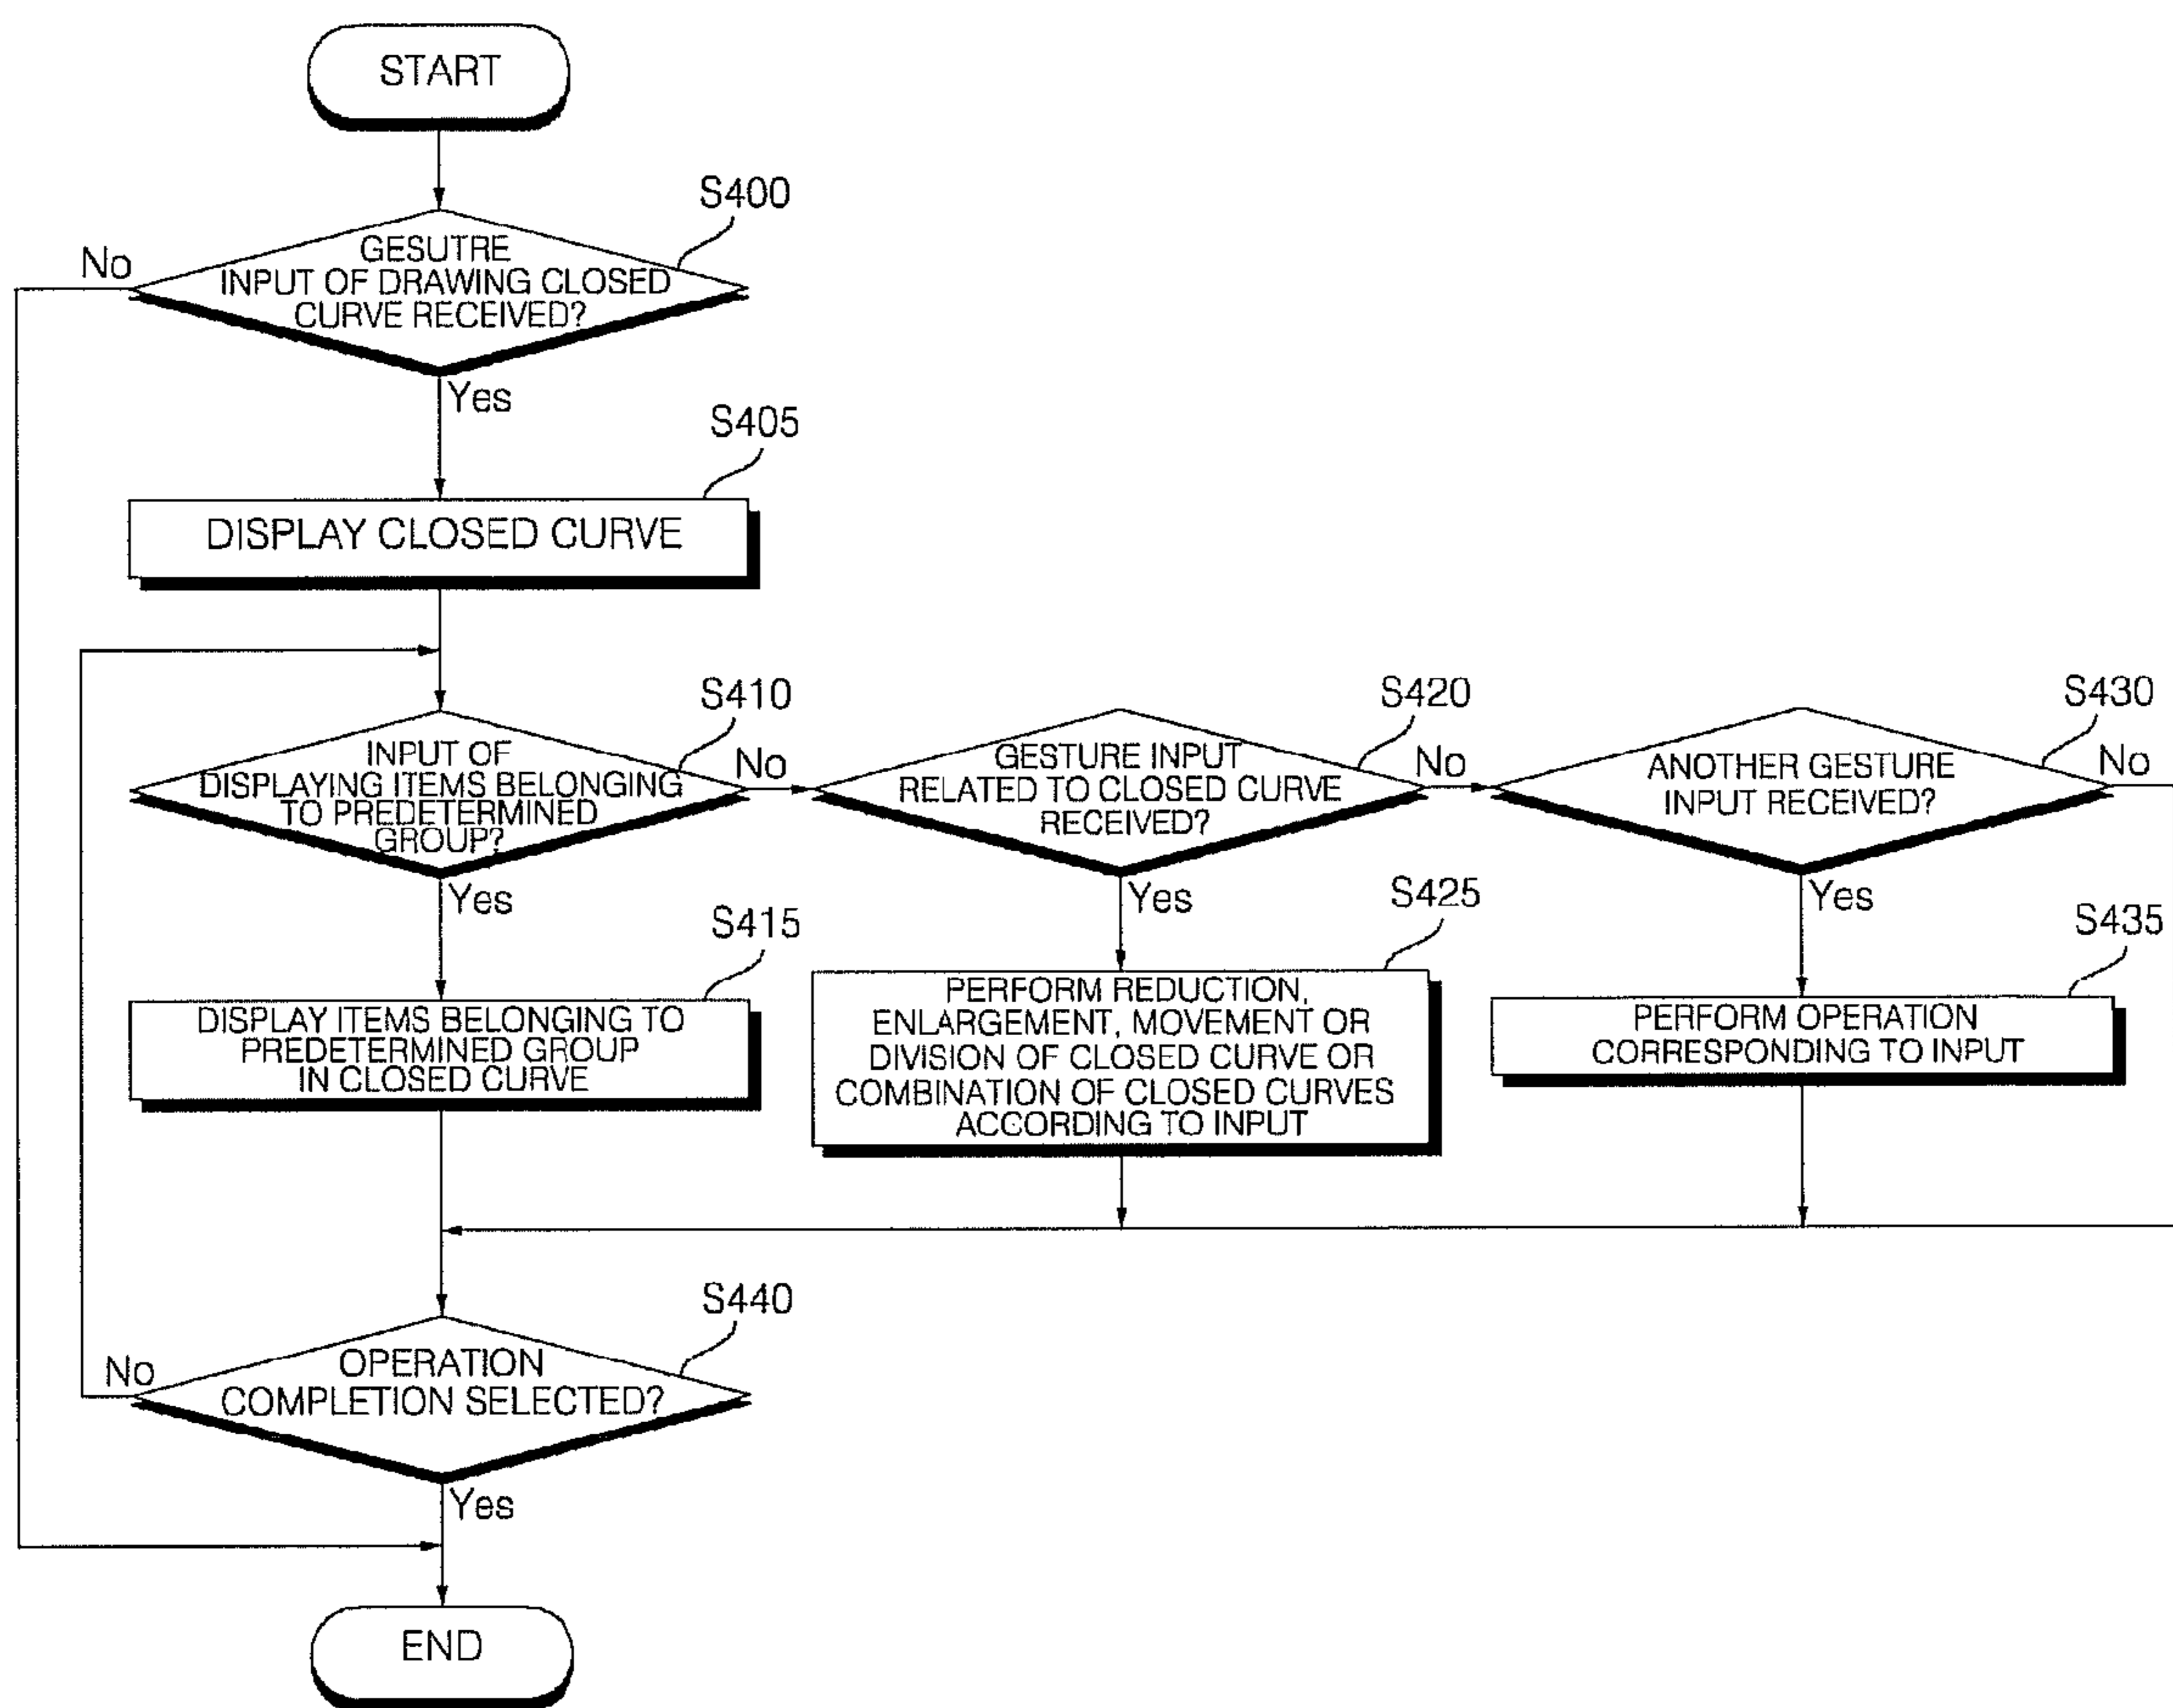 START
S400
No
GESUTRE
INPUT OF DRAWING CLOSED
CURVE RECEIVED?
Yes
S405
DISPLAY CLOSED CURVE
S410
INPUT OF
DISPLAYING ITEMS BELONGING
TO PREDETERMINED
GROUP?
No
Yes
S420
GESTURE INPUT
RELATED TO CLOSED CURVE
RECEIVED?
No
Yes
S430
ANOTHER GESTURE
INPUT RECEIVED?
No
Yes
S415
DISPLAY ITEMS BELONGING TO
PREDETERMINED GROUP
IN CLOSED CURVE
S425
PERFORM REDUCTION,
ENLARGEMENT, MOVEMENT OR
DIVISION OF CLOSED CURVE OR
COMBINATION OF CLOSED CURVES
ACCORDING TO INPUT
S435
PERFORM OPERATION
CORRESPONDING TO INPUT
S440
No
OPERATION
COMPLETION SELECTED?
Yes
END